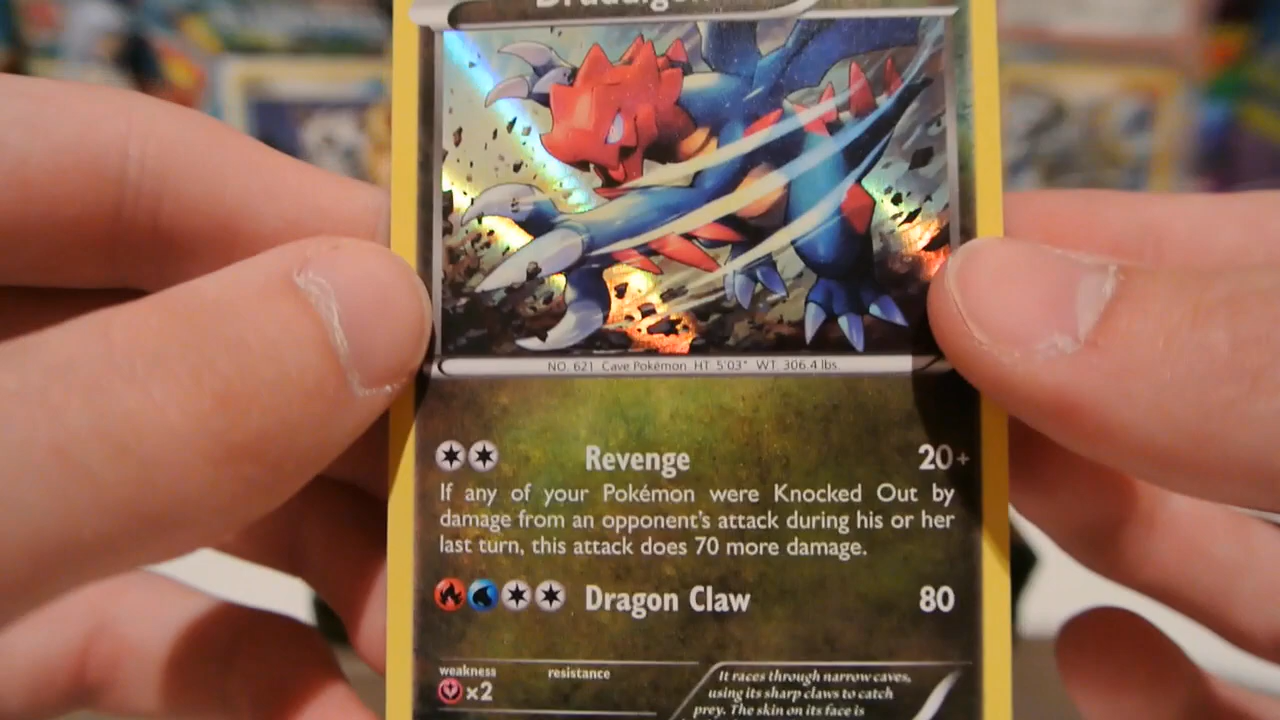 Druddigon
NO. 621 Cave Pokémon HT 5'03" WT. 306.4 lbs.
Revenge 20+
If any of your Pokémon were Knocked Out by
damage from an opponent's attack during his or her
last turn, this attack does 70 more damage.
Dragon Claw 80
weakness resistance
×2
It races through narrow caves,
using its sharp claws to catch
prey. The skin on its face is